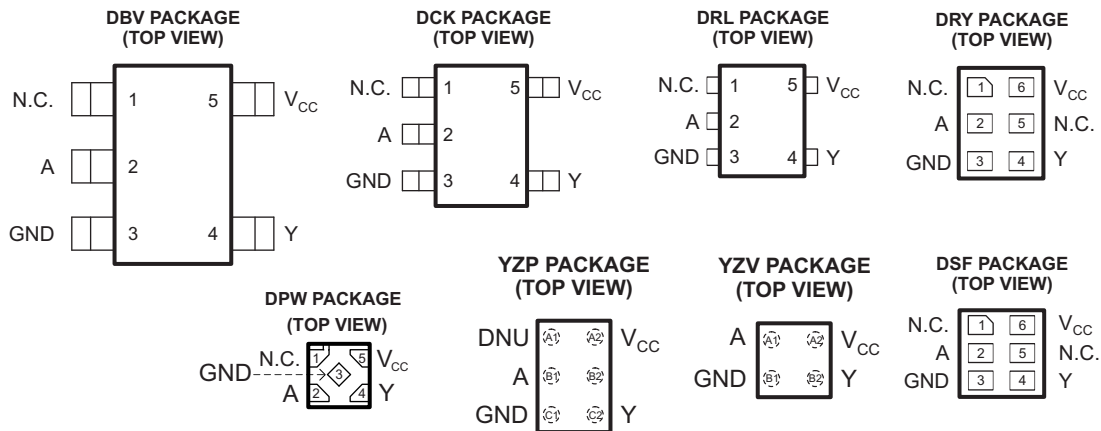 DBV PACKAGE
(TOP VIEW)
N.C. 1 5 VCC
A 2
GND 3 4 Y
DCK PACKAGE
(TOP VIEW)
N.C. 1 5 VCC
A 2
GND 3 4 Y
DRL PACKAGE
(TOP VIEW)
N.C. 1 5 VCC
A 2
GND 3 4 Y
DRY PACKAGE
(TOP VIEW)
N.C. 1 6 VCC
A 2 5 N.C.
GND 3 4 Y
DPW PACKAGE
(TOP VIEW)
N.C. 1 5 VCC
GND 3
A 2 4 Y
YZP PACKAGE
(TOP VIEW)
DNU A1 A2 VCC
A B1 B2
GND C1 C2 Y
YZV PACKAGE
(TOP VIEW)
A A1 A2 VCC
GND B1 B2 Y
DSF PACKAGE
(TOP VIEW)
N.C. 1 6 VCC
A 2 5 N.C.
GND 3 4 Y